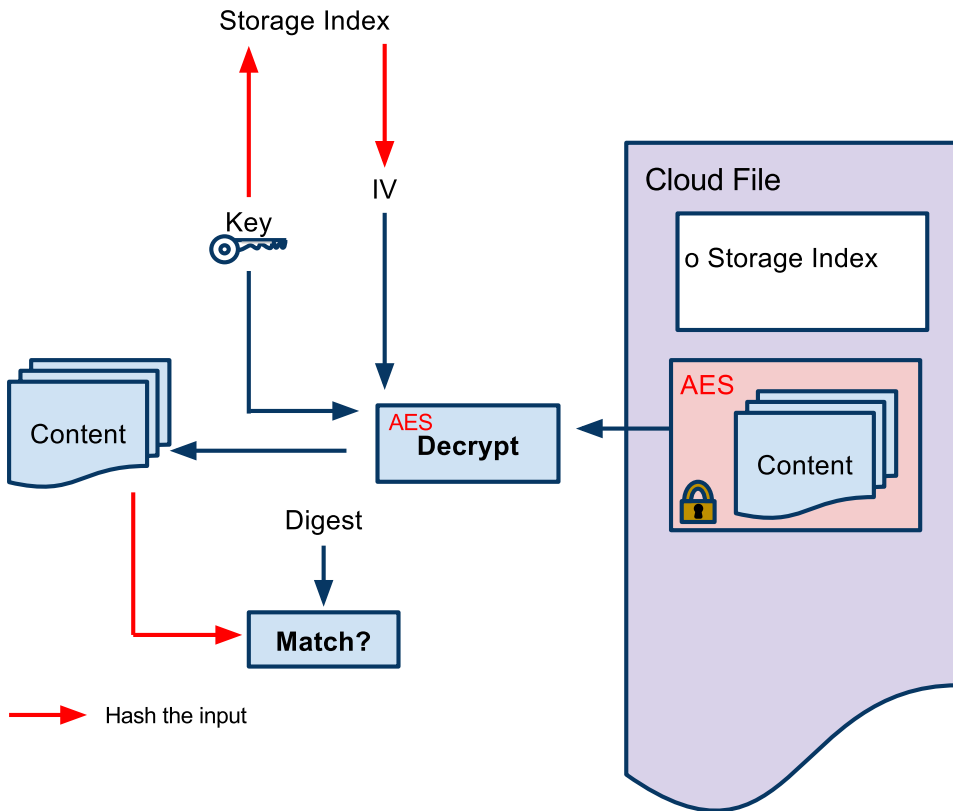 Storage Index
IV
Key
Cloud File
o Storage Index
AES
Content
AES
Decrypt
Content
Digest
Match?
Hash the input